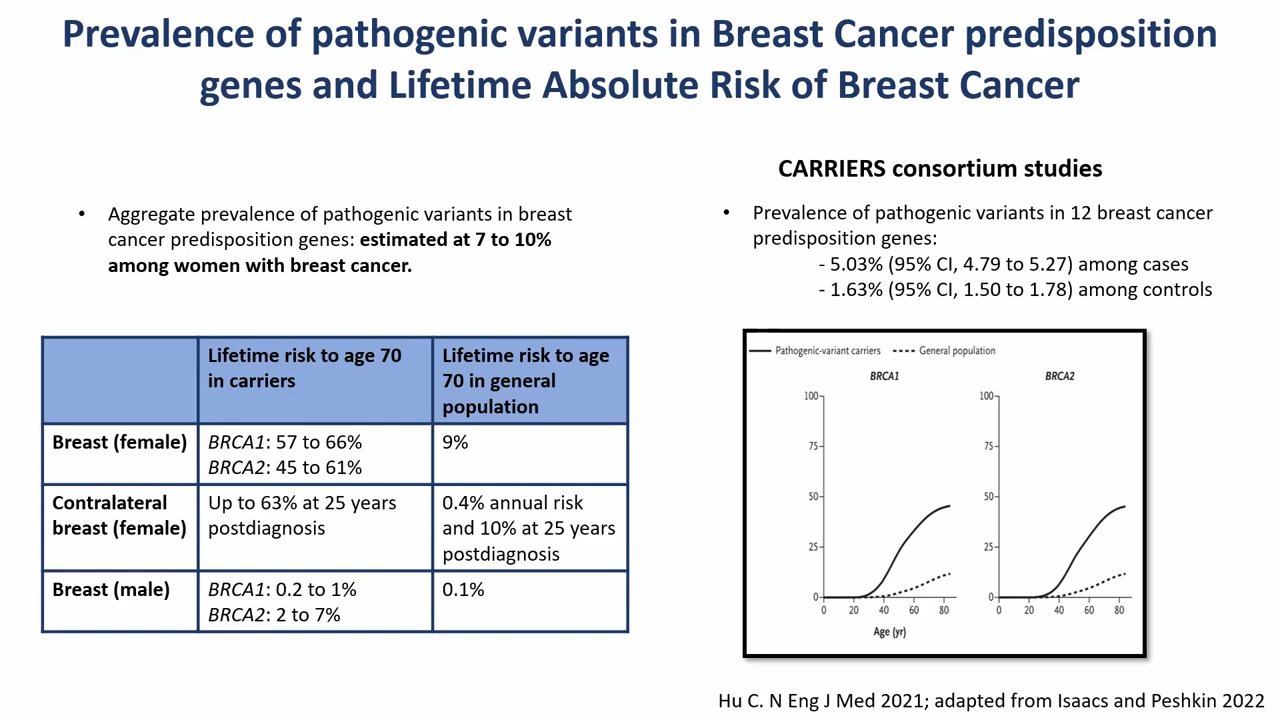 Prevalence of pathogenic variants in Breast Cancer predisposition
genes and Lifetime Absolute Risk of Breast Cancer
• Aggregate prevalence of pathogenic variants in breast
cancer predisposition genes: estimated at 7 to 10%
among women with breast cancer.
Lifetime risk to age 70
in carriers
Lifetime risk to age
70 in general
population
Breast (female)
BRCA1: 57 to 66%
BRCA2: 45 to 61%
9%
Contralateral
breast (female)
Up to 63% at 25 years
postdiagnosis
0.4% annual risk
and 10% at 25 years
postdiagnosis
Breast (male)
BRCA1: 0.2 to 1%
BRCA2: 2 to 7%
0.1%
CARRIERS consortium studies
• Prevalence of pathogenic variants in 12 breast cancer
predisposition genes:
- 5.03% (95% CI, 4.79 to 5.27) among cases
- 1.63% (95% CI, 1.50 to 1.78) among controls
Pathogenic-variant carriers General population
BRCA1
100
75
50
25
0
0 20 40 60 80
Age (yr)
BRCA2
100
75
50
25
0
0 20 40 60 80
Hu C. N Eng J Med 2021; adapted from Isaacs and Peshkin 2022